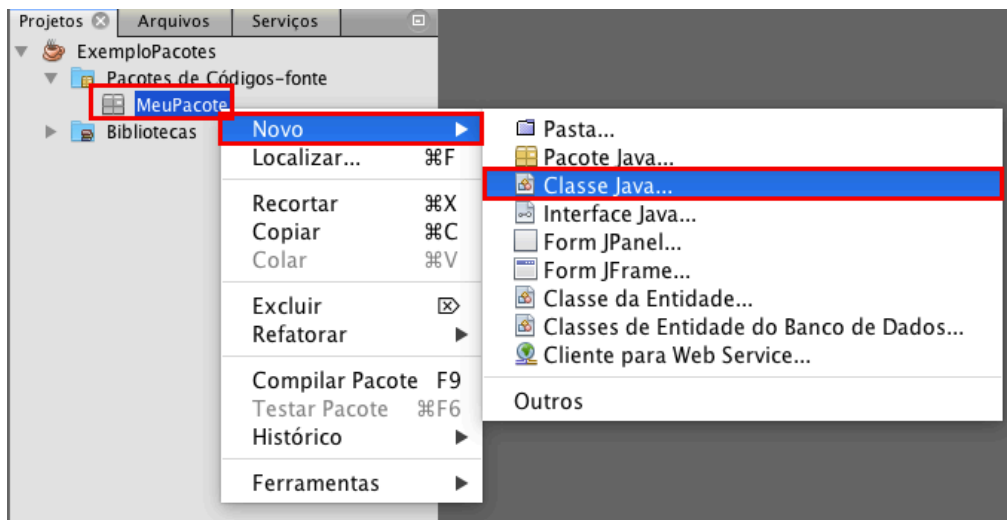 Projetos Arquivos Serviços
ExemploPacotes
Pacotes de Códigos-fonte
MeuPacote
Bibliotecas
Novo
Localizar... ⌘F
Recortar ⌘X
Copiar ⌘C
Colar ⌘V
Excluir ⌦
Refatorar
Compilar Pacote F9
Testar Pacote ⌘F6
Histórico
Ferramentas
Pasta...
Pacote Java...
Classe Java...
Interface Java...
Form JPanel...
Form JFrame...
Classe da Entidade...
Classes de Entidade do Banco de Dados...
Cliente para Web Service...
Outros